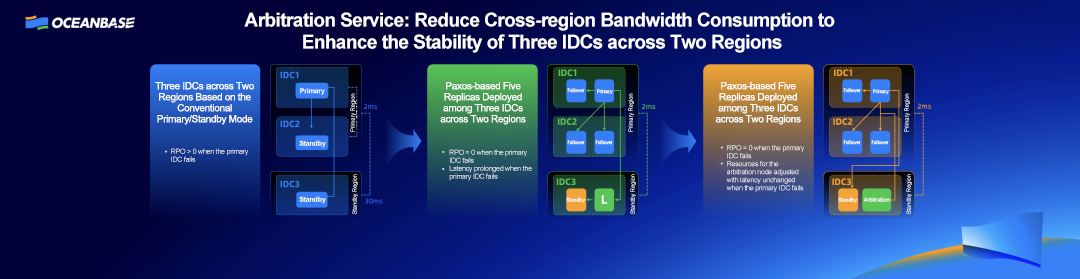 OCEANBASE
Arbitration Service: Reduce Cross-region Bandwidth Consumption to
Enhance the Stability of Three IDCs across Two Regions
Three IDCs across Two
Regions Based on the
Conventional
Primary/Standby Mode
• RPO > 0 when the primary
IDC fails
IDC1
Primary
IDC2
Standby
IDC3
Standby
Primary Region
2ms
Standby Region
30ms
Paxos-based Five
Replicas Deployed
among Three IDCs
across Two Regions
• RPO = 0 when the primary
IDC fails
• Latency prolonged when the
primary IDC fails
IDC1
Follower
Primary
IDC2
Follower
Follower
IDC3
Standby
L
Primary Region
2ms
Standby Region
Paxos-based Five
Replicas Deployed
among Three IDCs
across Two Regions
• RPO = 0 when the primary
IDC fails
• Resources for the
arbitration node adjusted
with latency unchanged
when the primary IDC fails
IDC1
Follower
Primary
IDC2
Follower
Follower
IDC3
Standby
Arbitration
Primary Region
2ms
Standby Region